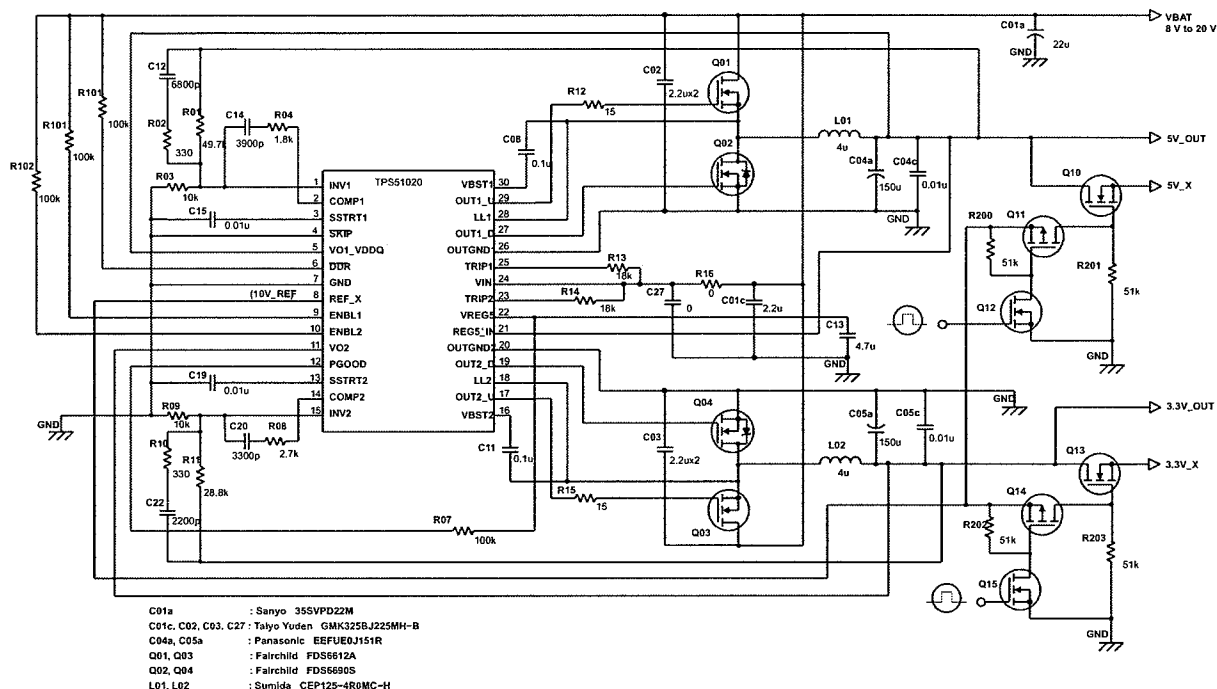 VBAT
8 V to 20 V
C01a
22u
GND
C12
6800p
R101
100k
R101
100k
R102
100k
R02
330
R01
49.7k
C14
3900p
R04
1.8k
R03
10k
C15
0.01u
C02
2.2ux2
Q01
R12
15
C08
0.1u
Q02
L01
4u
C04a
150u
C04c
0.01u
GND
5V_OUT
Q10
5V_X
Q11
R200
51k
R201
51k
Q12
GND
TPS51020
1 INV1
2 COMP1
3 SSTRT1
4 SKIP
5 VO1_VDDQ
6 DDR
7 GND
8 REF_X
(10V_REF
9 ENBL1
10 ENBL2
11 VO2
12 PGOOD
13 SSTRT2
14 COMP2
15 INV2
VBST1 30
OUT1_U 29
LL1 28
OUT1_D 27
OUTGND 26
TRIP1 25
VIN 24
TRIP2 23
VREG5 22
REG5_IN 21
OUTGND2 20
OUT2_D 19
LL2 18
OUT2_U 17
VBST2 16
R13
18k
R14
18k
R16
0
C27
0
C01c
2.2u
C13
4.7u
GND
C19
0.01u
GND
R09
10k
R10
330
R11
28.8k
C20
3300p
R08
2.7k
C22
2200p
C11
0.1u
R15
15
R07
100k
C03
2.2ux2
Q04
Q03
L02
4u
C05a
150u
C05c
0.01u
GND
3.3V_OUT
Q13
3.3V_X
Q14
R202
51k
R203
51k
Q15
GND
C01a : Sanyo 35SVPD22M
C01c, C02, C03, C27 : Taiyo Yuden GMK325BJ225MH-B
C04a, C05a : Panasonic EEFUE0J151R
Q01, Q03 : Fairchild FDS6612A
Q02, Q04 : Fairchild FDS6690S
L01, L02 : Sumida CEP125-4R0MC-H